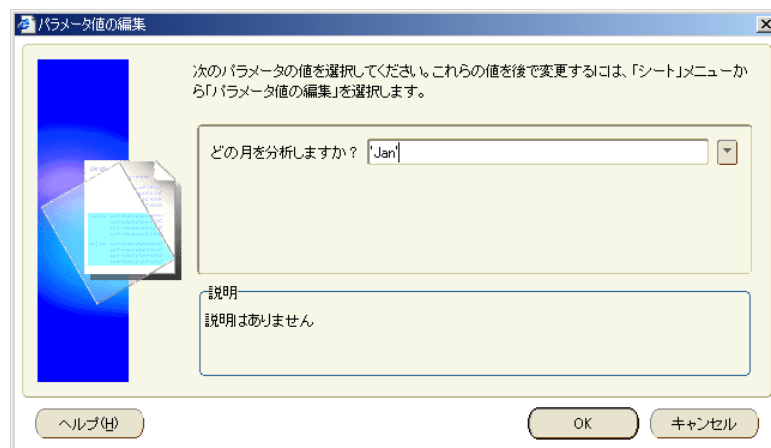 パラメータ値の編集
次のパラメータの値を選択してください。これらの値を後で変更するには、「シート」メニューか
ら「パラメータ値の編集」を選択します。
どの月を分析しますか？ 'Jan'
説明
説明はありません
ヘルプ(H) OK キャンセル